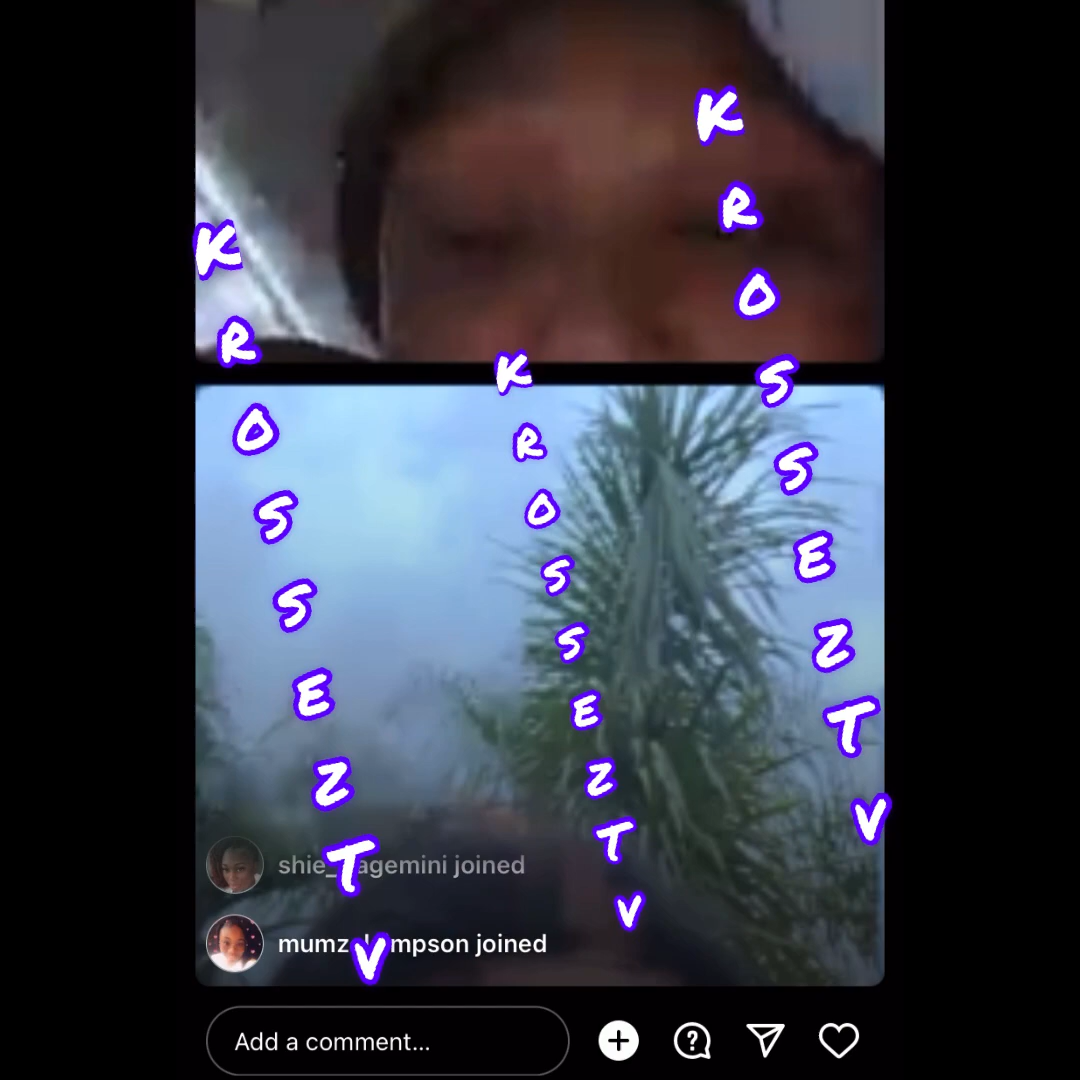 KROSSEZTV
KROSSEZTV
KROSSEZTV
joined
joined
Add a comment...